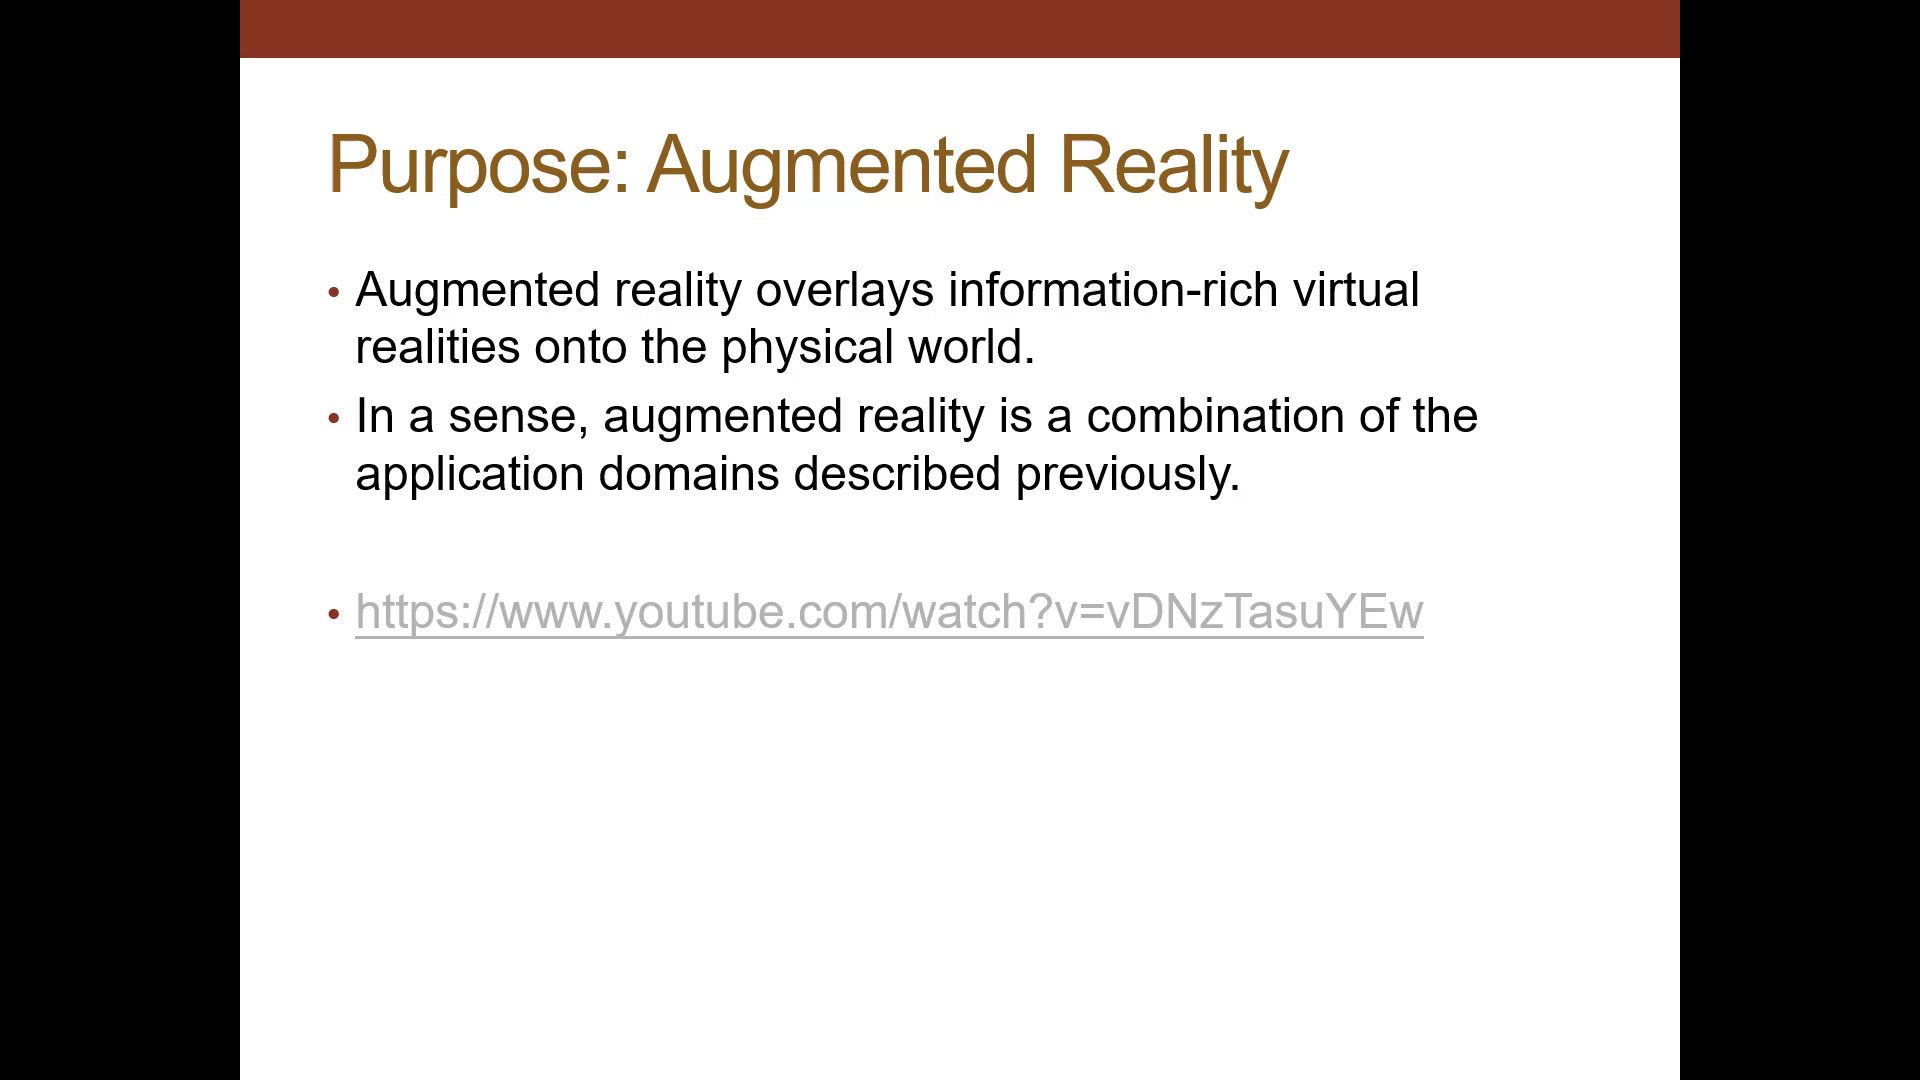 Purpose: Augmented Reality
• Augmented reality overlays information-rich virtual
realities onto the physical world.
• In a sense, augmented reality is a combination of the
application domains described previously.
• https://www.youtube.com/watch?v=vDNzTasuYEw